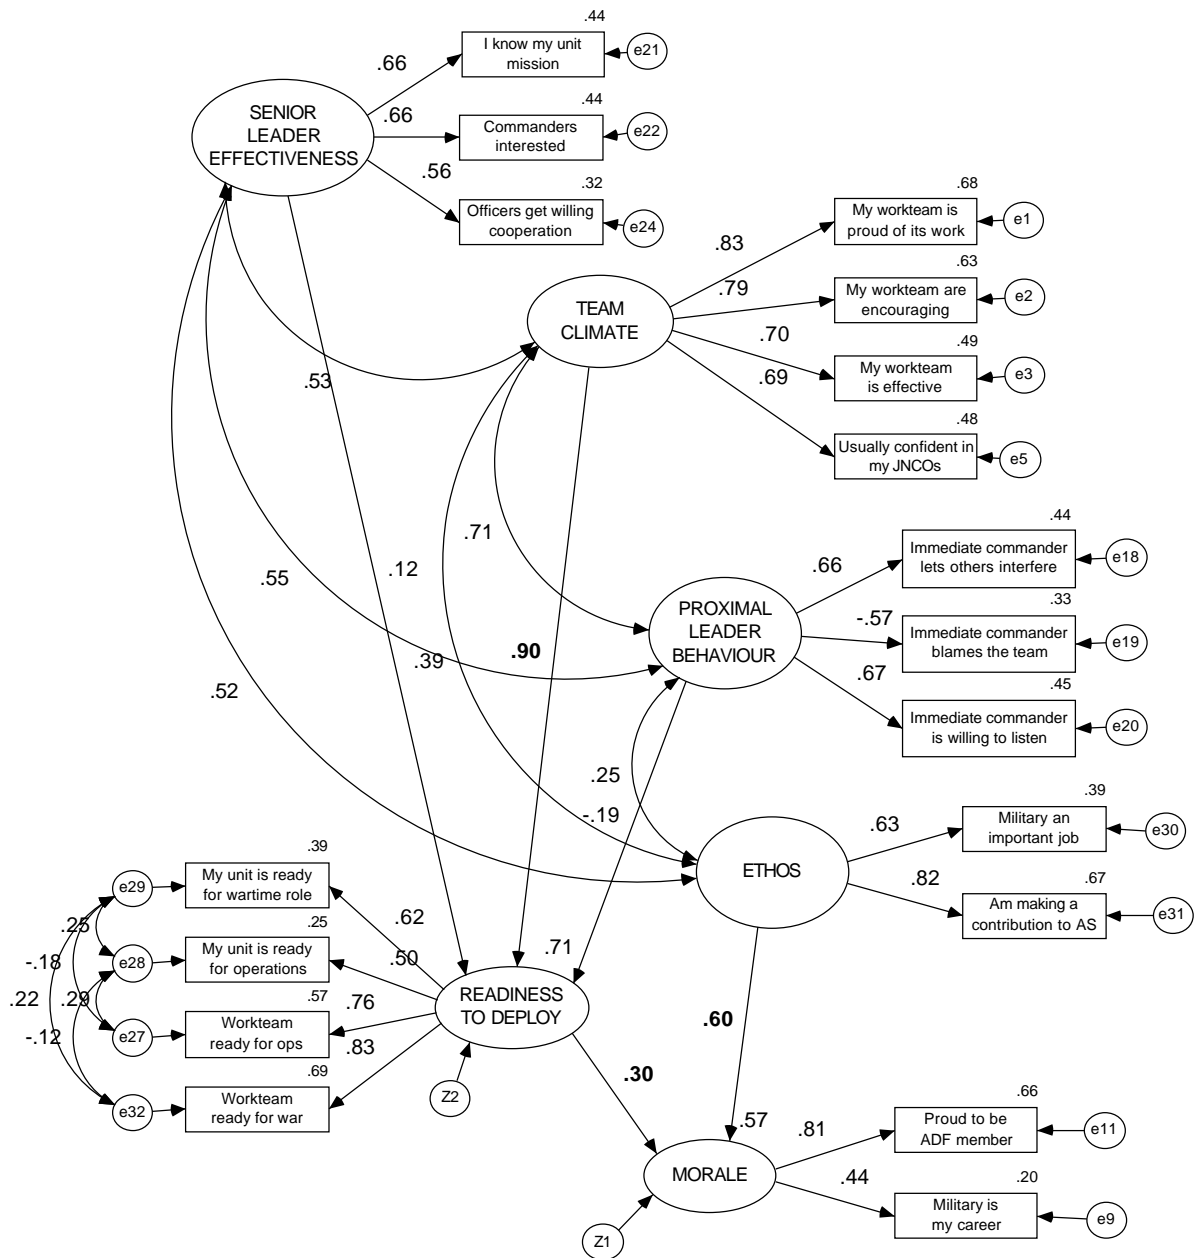 .44
I know my unit
mission
e21
.66
.44
SENIOR
LEADER
EFFECTIVENESS
.66
Commanders
interested
e22
.56
.32
Officers get willing
cooperation
e24
.68
My workteam is
proud of its work
e1
.83
.63
TEAM
CLIMATE
.79
My workteam are
encouraging
e2
.70
.49
My workteam
is effective
e3
.53
.69
.48
Usually confident in
my JNCOs
e5
.44
.71
.12
.55
Immediate commander
lets others interfere
e18
.66
.33
PROXIMAL
LEADER
BEHAVIOUR
-.57
Immediate commander
blames the team
e19
.90
.39
.52
.67
.45
Immediate commander
is willing to listen
e20
.25
-.19
.39
Military an
important job
e30
.63
ETHOS
.82
.67
Am making a
contribution to AS
e31
.39
e29
My unit is ready
for wartime role
.62
.25
.25
e28
My unit is ready
for operations
.50
.71
-.18
.22
.29
-.12
.57
e27
Workteam
ready for ops
.76
READINESS
TO DEPLOY
.83
.69
e32
Workteam
ready for war
Z2
.60
.30
.57
.66
Proud to be
ADF member
e11
.81
MORALE
.44
.20
Military is
my career
e9
Z1